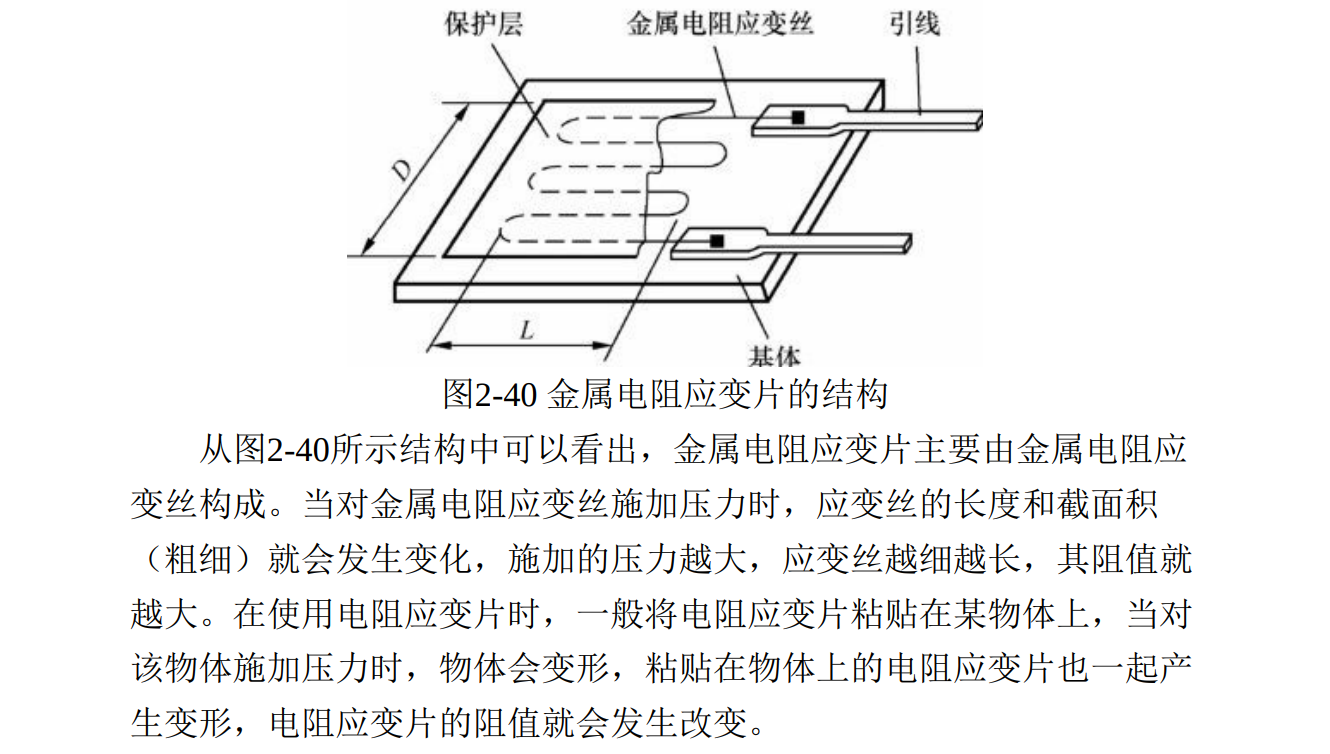 保护层 金属电阻应变丝 引线
D
L
基体
图2-40 金属电阻应变片的结构
从图2-40所示结构中可以看出，金属电阻应变片主要由金属电阻应
变丝构成。当对金属电阻应变丝施加压力时，应变丝的长度和截面积
（粗细）就会发生变化，施加的压力越大，应变丝越细越长，其阻值就
越大。在使用电阻应变片时，一般将电阻应变片粘贴在某物体上，当对
该物体施加压力时，物体会变形，粘贴在物体上的电阻应变片也一起产
生变形，电阻应变片的阻值就会发生改变。